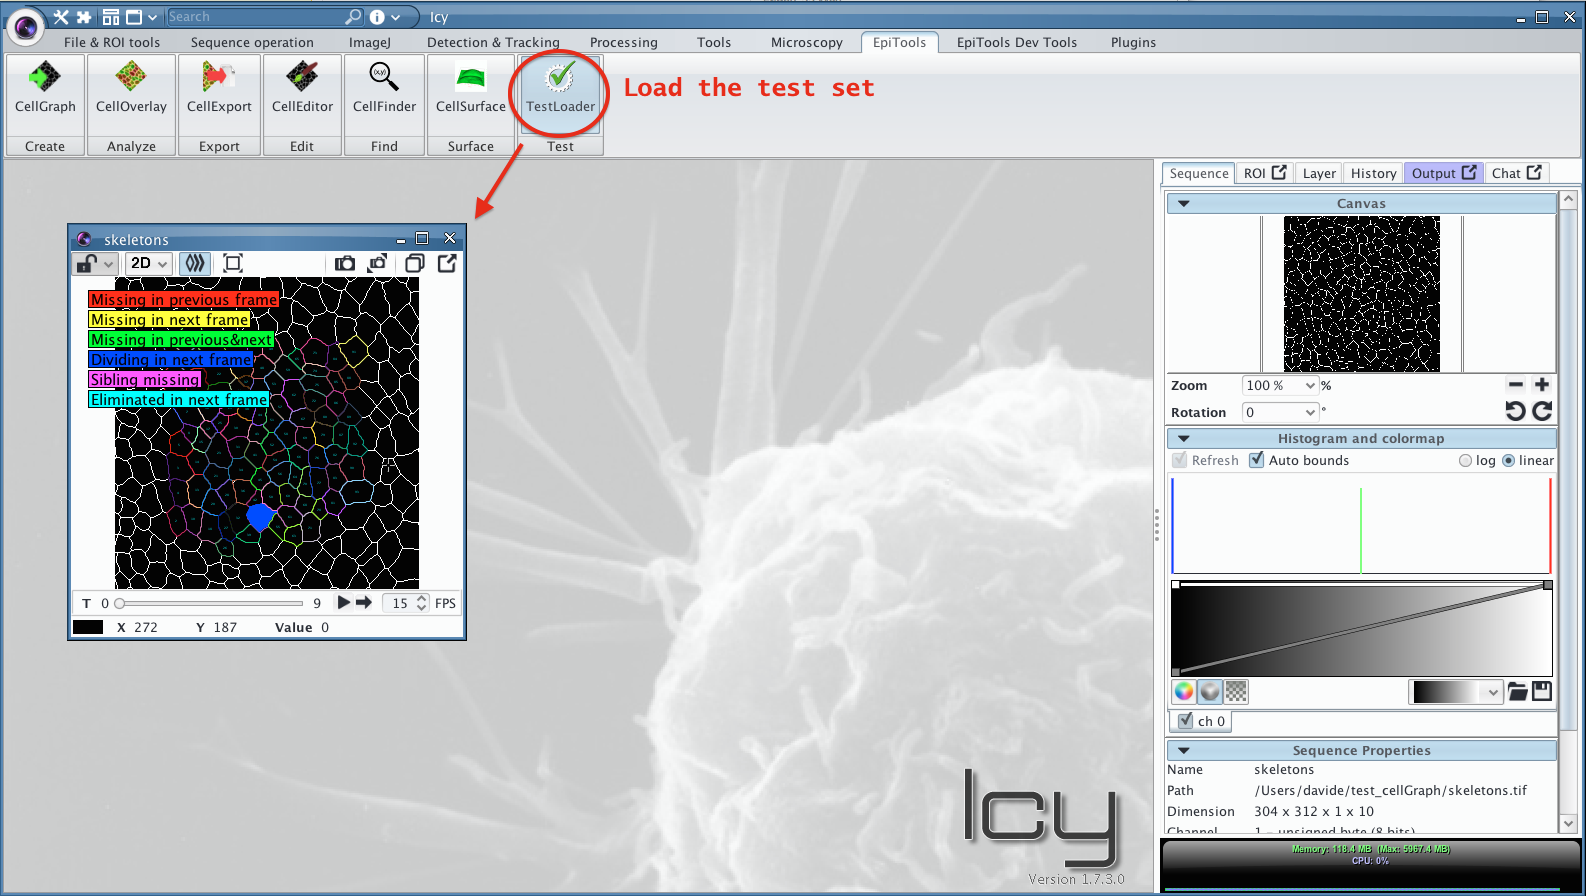 Search
Icy
File & ROI tools Sequence operation ImageJ Detection & Tracking Processing Tools Microscopy EpiTools EpiTools Dev Tools Plugins
CellGraph CellOverlay CellExport CellEditor CellFinder CellSurface TestLoader
(x,y)
Load the test set
Create Analyze Export Edit Find Surface Test
Sequence ROI Layer History Output Chat
Canvas
Zoom 100 % %
Rotation 0 °
Histogram and colormap
Refresh Auto bounds log linear
ch 0
Sequence Properties
Name skeletons
Path /Users/davide/test_cellGraph/skeletons.tif
Dimension 304 x 312 x 1 x 10
Channel 1 - unsigned byte (8 bits)
Memory: 118.4 MB (Max: 5967.4 MB)
CPU: 0%
skeletons
2D
Missing in previous frame
Missing in next frame
Missing in previous&next
Dividing in next frame
Sibling missing
Eliminated in next frame
T 0 9 15 FPS
X 272 Y 187 Value 0
Icy
Version 1.7.3.0